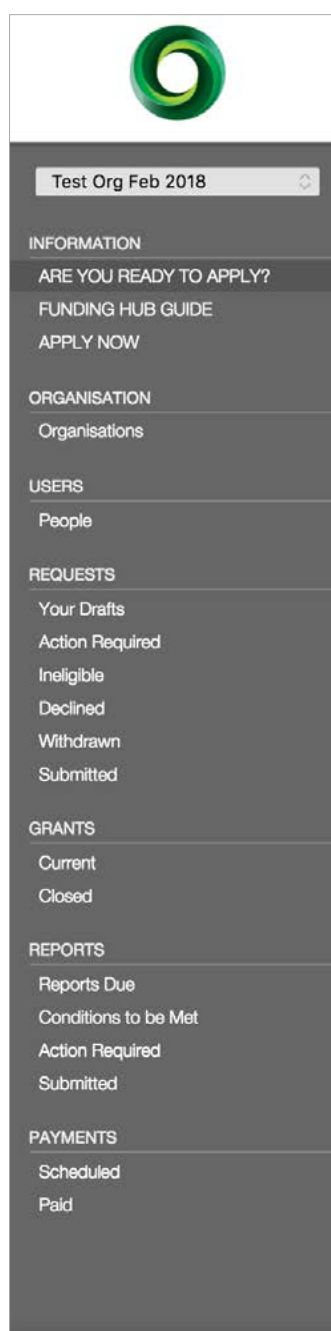 Test Org Feb 2018
INFORMATION
ARE YOU READY TO APPLY?
FUNDING HUB GUIDE
APPLY NOW
ORGANISATION
Organisations
USERS
People
REQUESTS
Your Drafts
Action Required
Ineligible
Declined
Withdrawn
Submitted
GRANTS
Current
Closed
REPORTS
Reports Due
Conditions to be Met
Action Required
Submitted
PAYMENTS
Scheduled
Paid